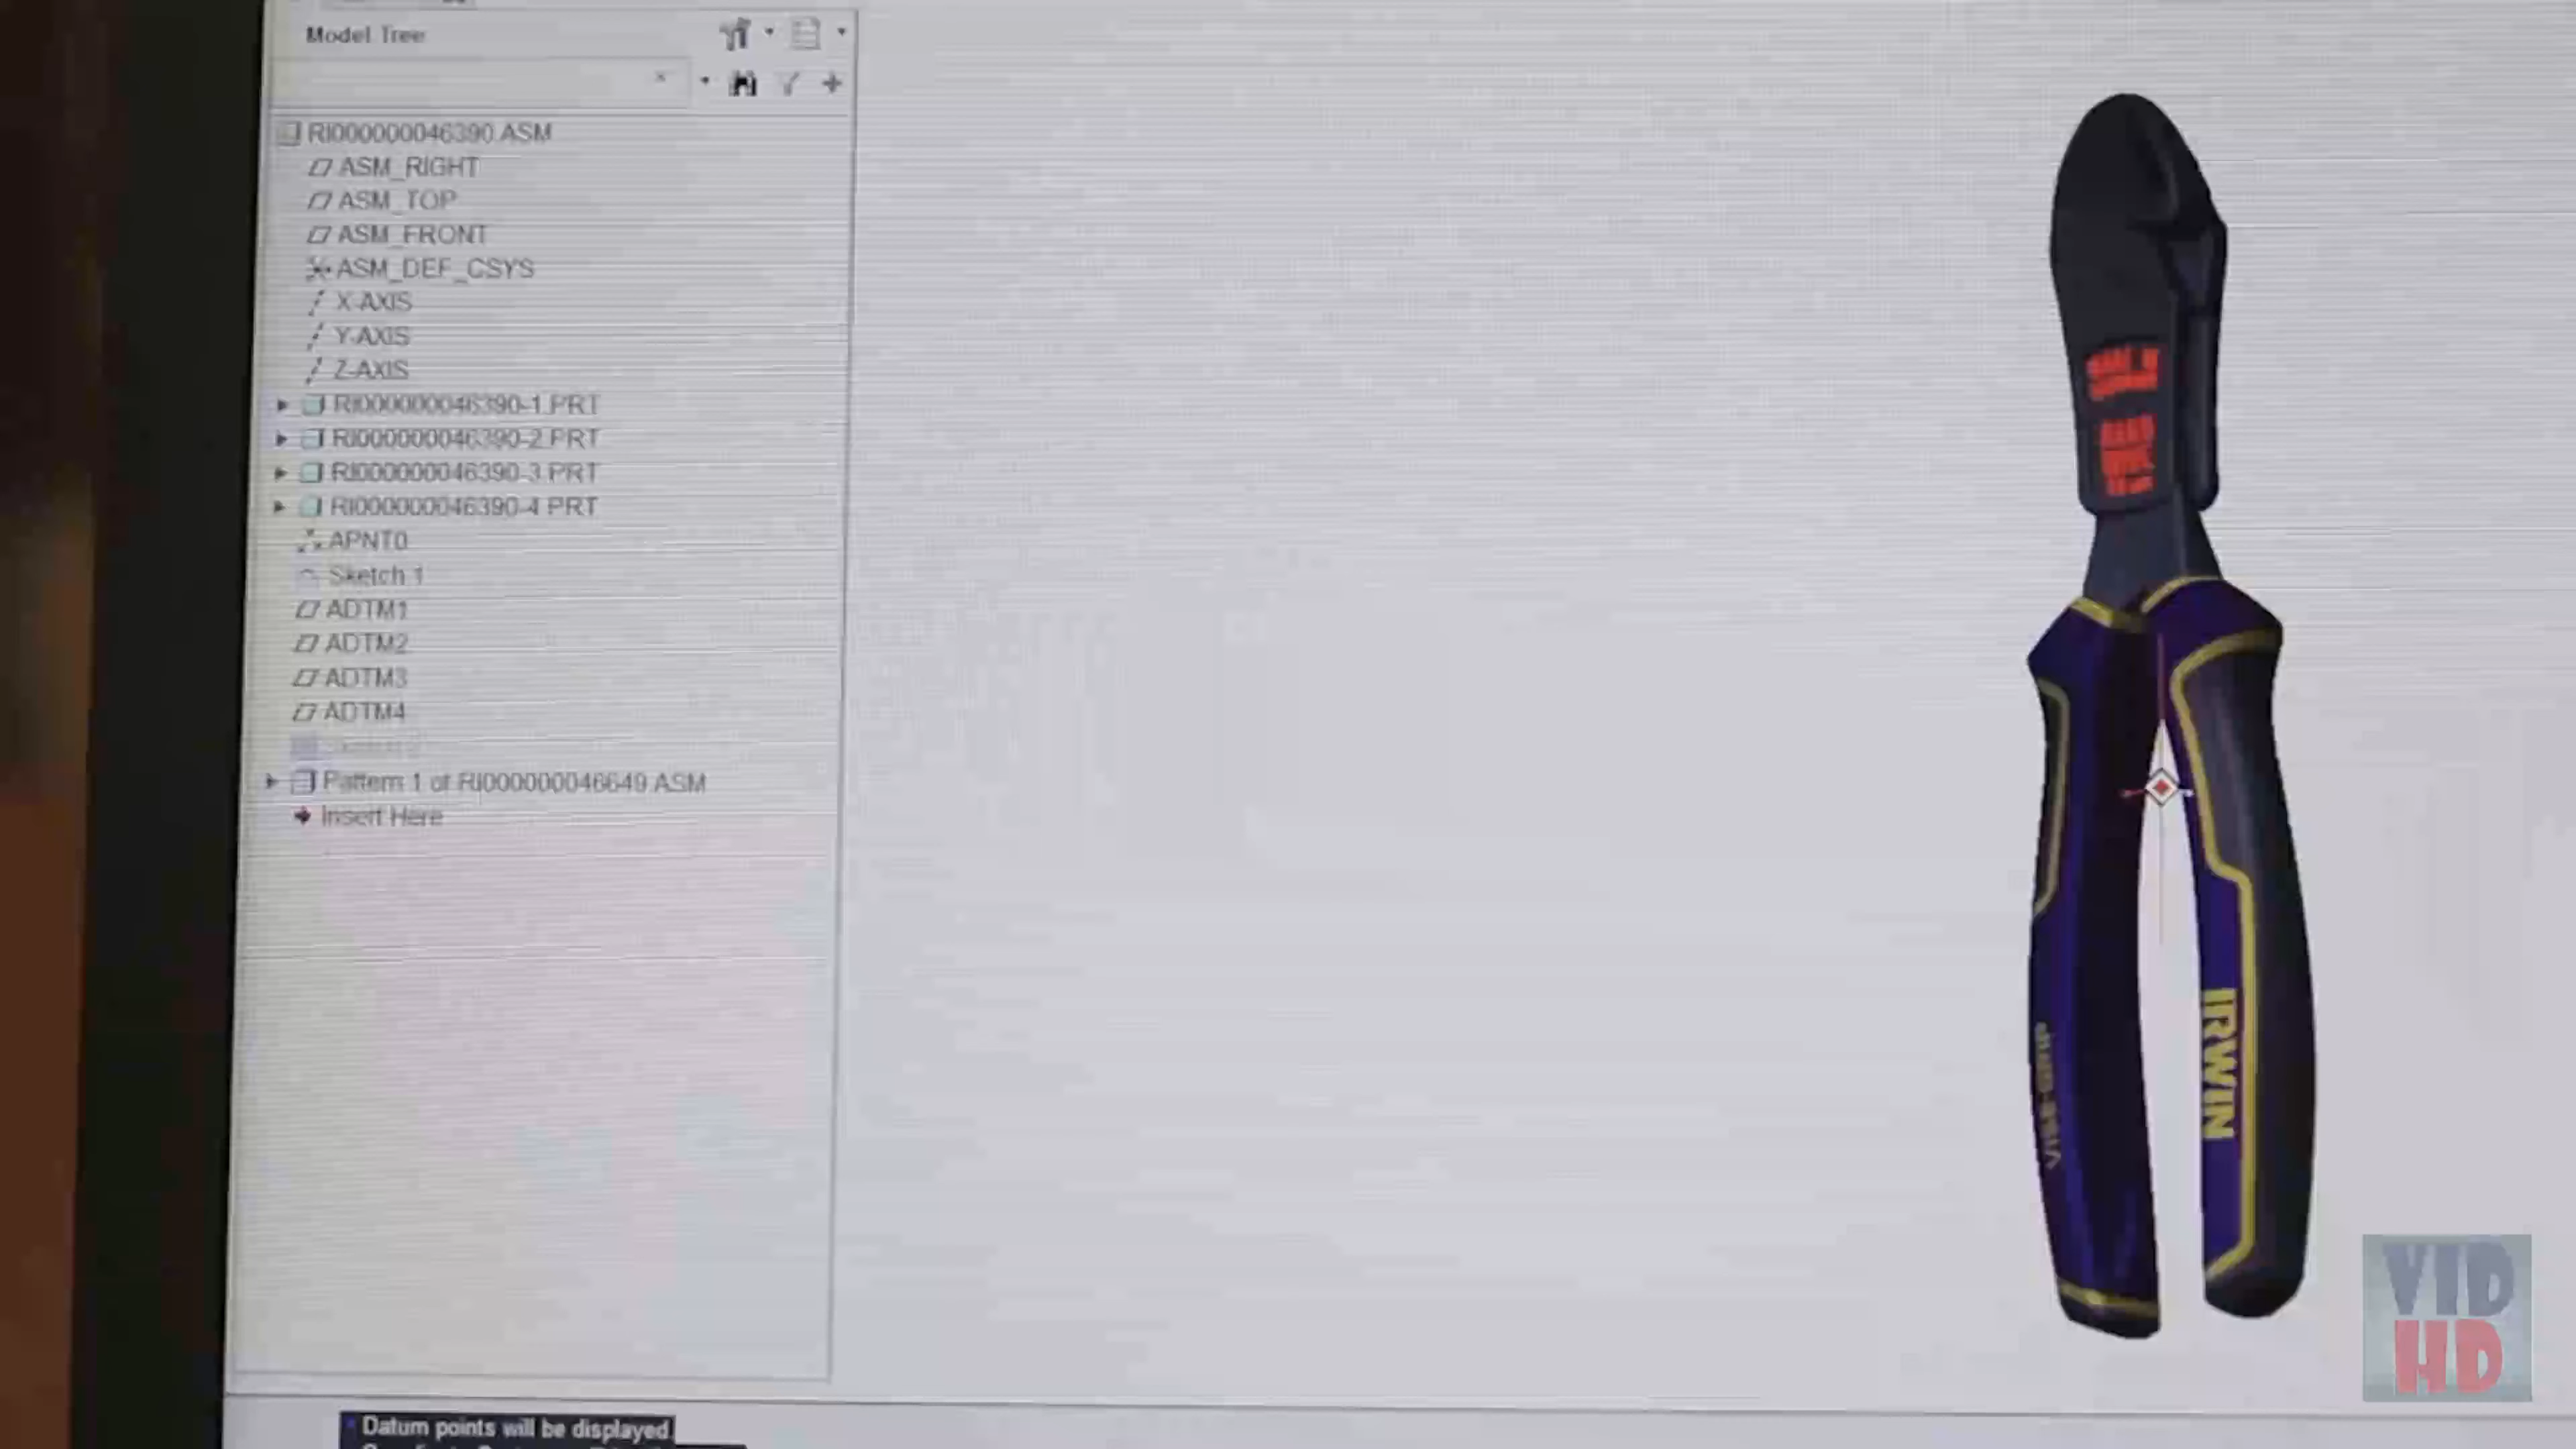 Model Tree
RI000000046390.ASM
ASM_RIGHT
ASM_TOP
ASM_FRONT
ASM_DEF_CSYS
X-AXIS
Y-AXIS
Z-AXIS
RI000000046390-1.PRT
RI000000046390-2.PRT
RI000000046390-3.PRT
RI000000046390-4.PRT
APNT0
Sketch 1
ADTM1
ADTM2
ADTM3
ADTM4
Pattern 1 of RI000000046649.ASM
Insert Here
IRWIN
VISE-GRIP
VID
HD
Datum points will be displayed.